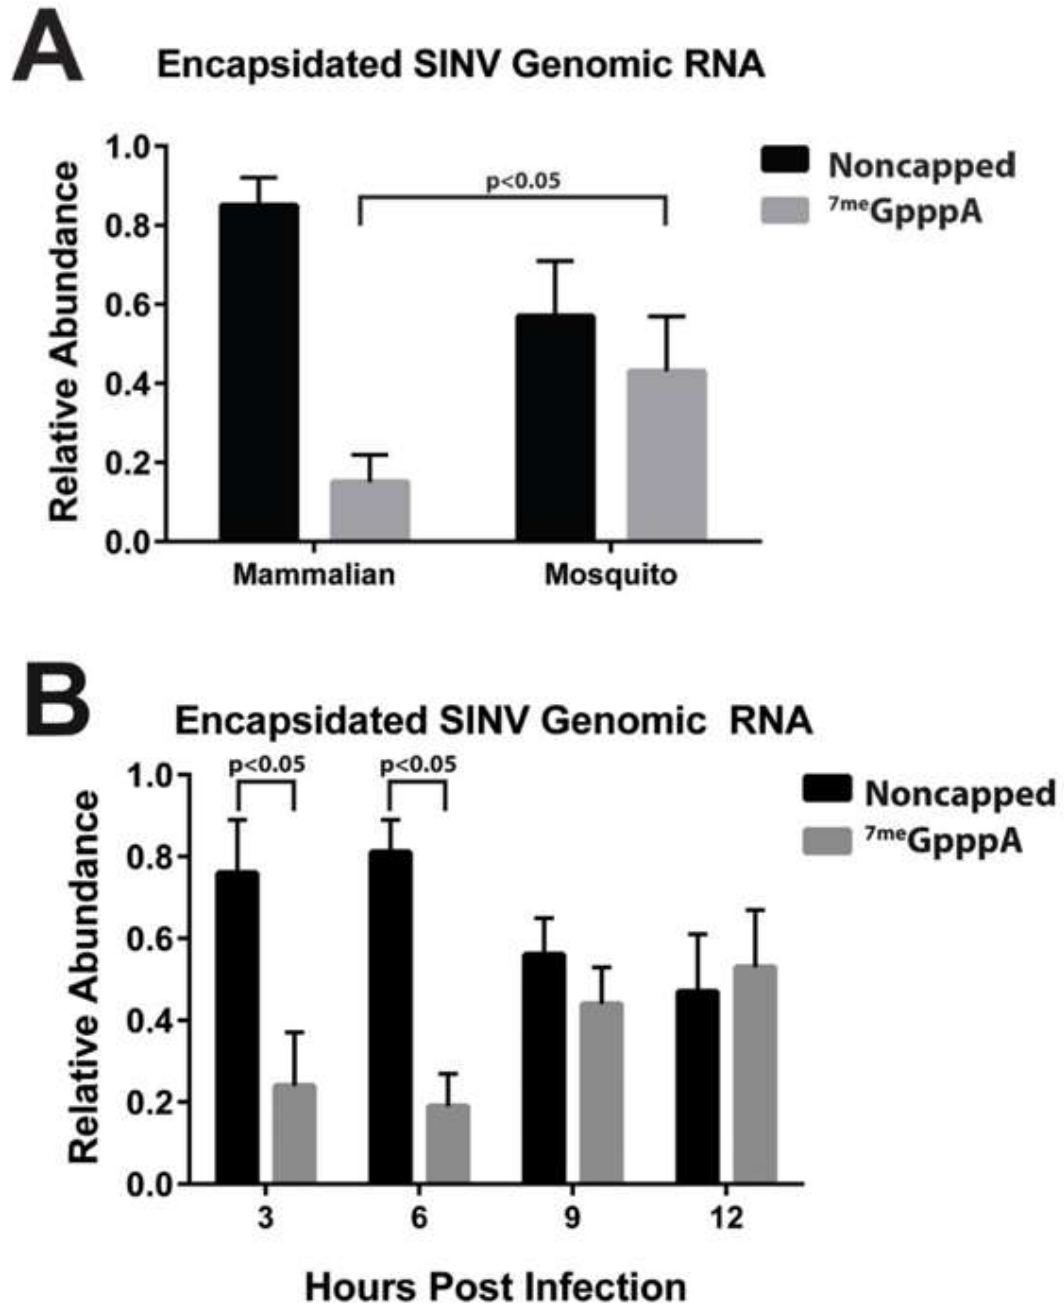 A
Encapsidated SINV Genomic RNA
Relative Abundance
1.0
0.8
0.6
0.4
0.2
0.0
p<0.05
Noncapped
7meGpppA
Mammalian Mosquito
B
Encapsidated SINV Genomic RNA
Relative Abundance
1.0
0.8
0.6
0.4
0.2
0.0
p<0.05 p<0.05
Noncapped
7meGpppA
3 6 9 12
Hours Post Infection